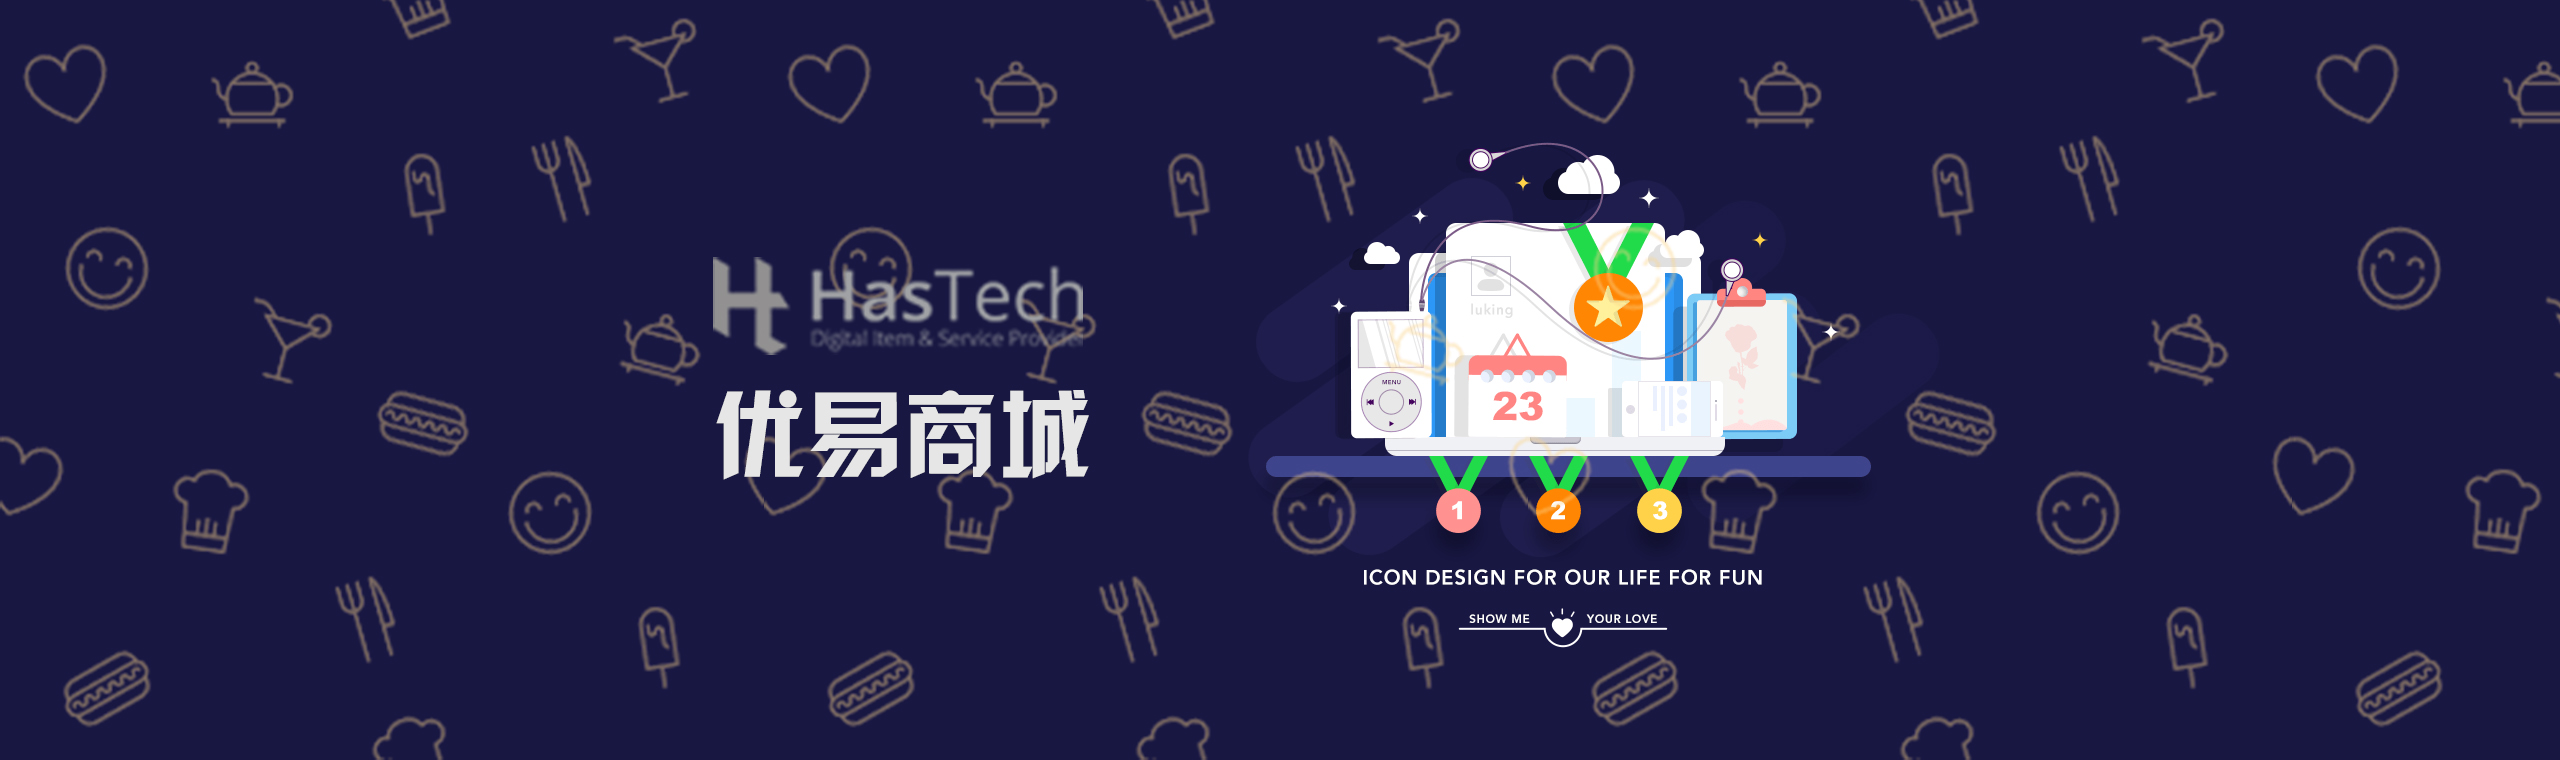 HasTech
Digital Item & Service Provider
优易商城
luking
MENU
23
1
2
3
ICON DESIGN FOR OUR LIFE FOR FUN
SHOW ME YOUR LOVE